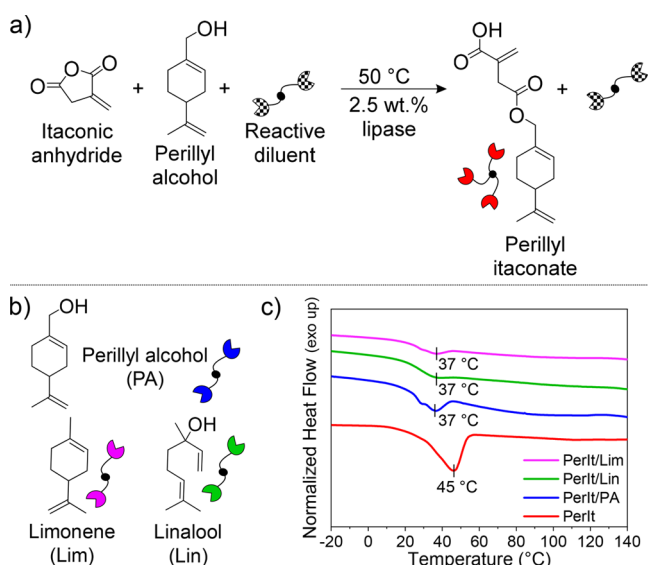 a)
OH
O
O
O
+
+
50 °C
2.5 wt.%
lipase
Itaconic
anhydride
Perillyl
alcohol
Reactive
diluent
OH
O
O
O
+
Perillyl
itaconate
b)
OH
Perillyl alcohol
(PA)
Limonene
(Lim)
OH
Linalool
(Lin)
c)
Normalized Heat Flow (exo up)
37 °C
37 °C
37 °C
45 °C
PerIt/Lim
PerIt/Lin
PerIt/PA
PerIt
-20 0 20 40 60 80 100 120 140
Temperature (°C)